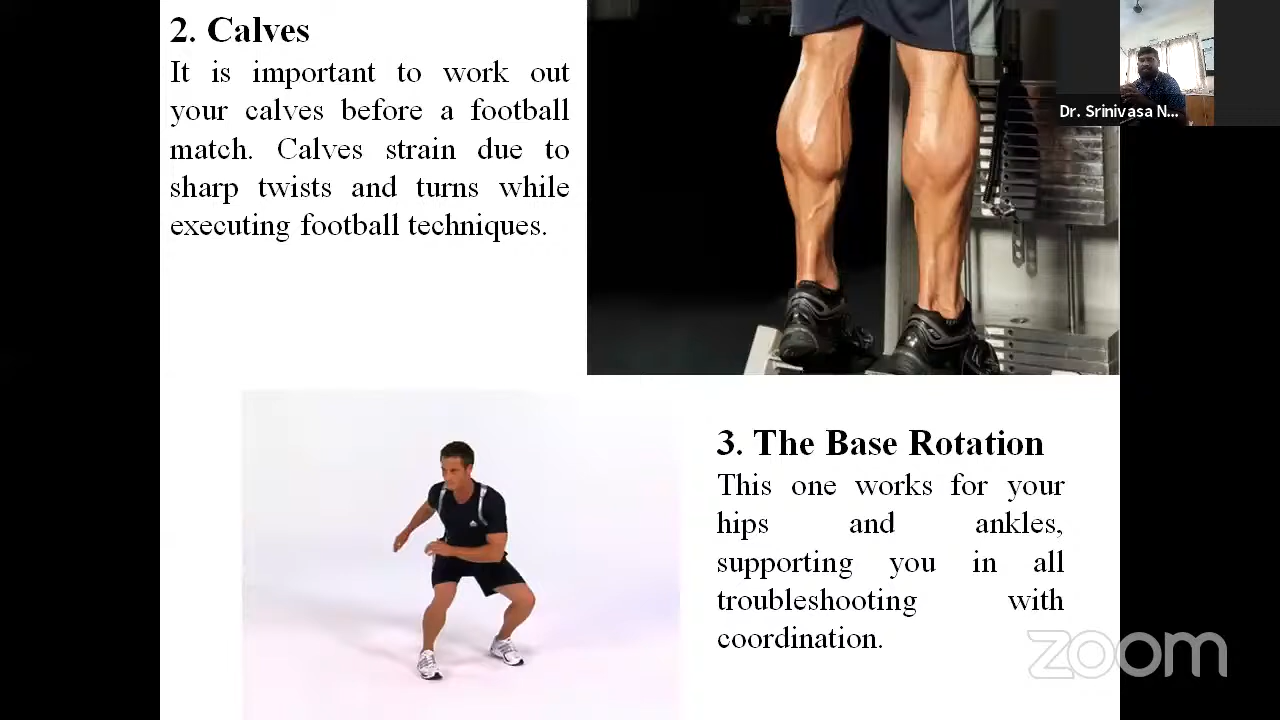 2. Calves
It is important to work out
your calves before a football
match. Calves strain due to
sharp twists and turns while
executing football techniques.
Dr. Srinivasa N...
3. The Base Rotation
This one works for your
hips and ankles,
supporting you in all
troubleshooting with
coordination.
zoom